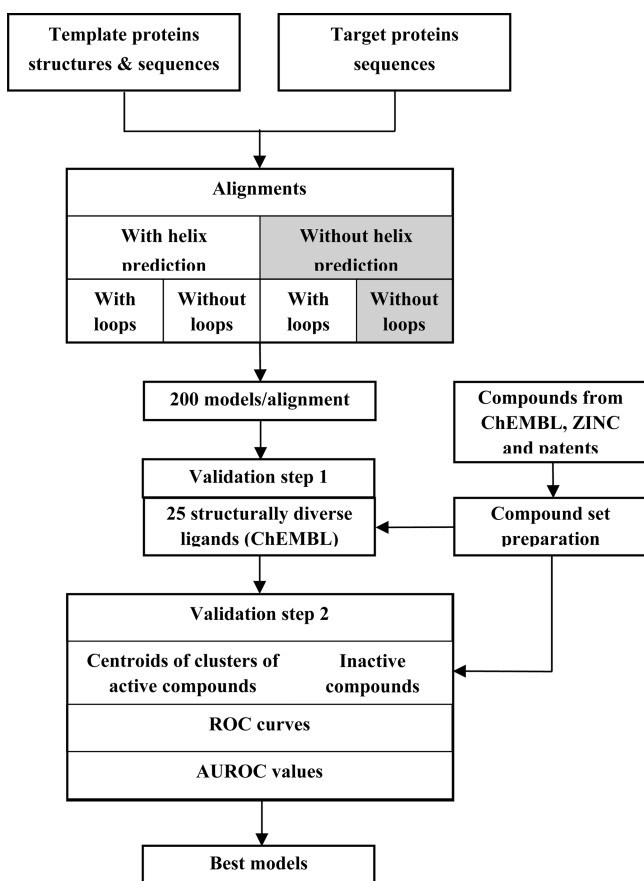 Template proteins
structures & sequences
Target proteins
sequences
Alignments
With helix
prediction
Without helix
prediction
With
loops
Without
loops
With
loops
Without
loops
200 models/alignment
Compounds from
ChEMBL, ZINC
and patents
Validation step 1
25 structurally diverse
ligands (ChEMBL)
Compound set
preparation
Validation step 2
Centroids of clusters of
active compounds
Inactive
compounds
ROC curves
AUROC values
Best models